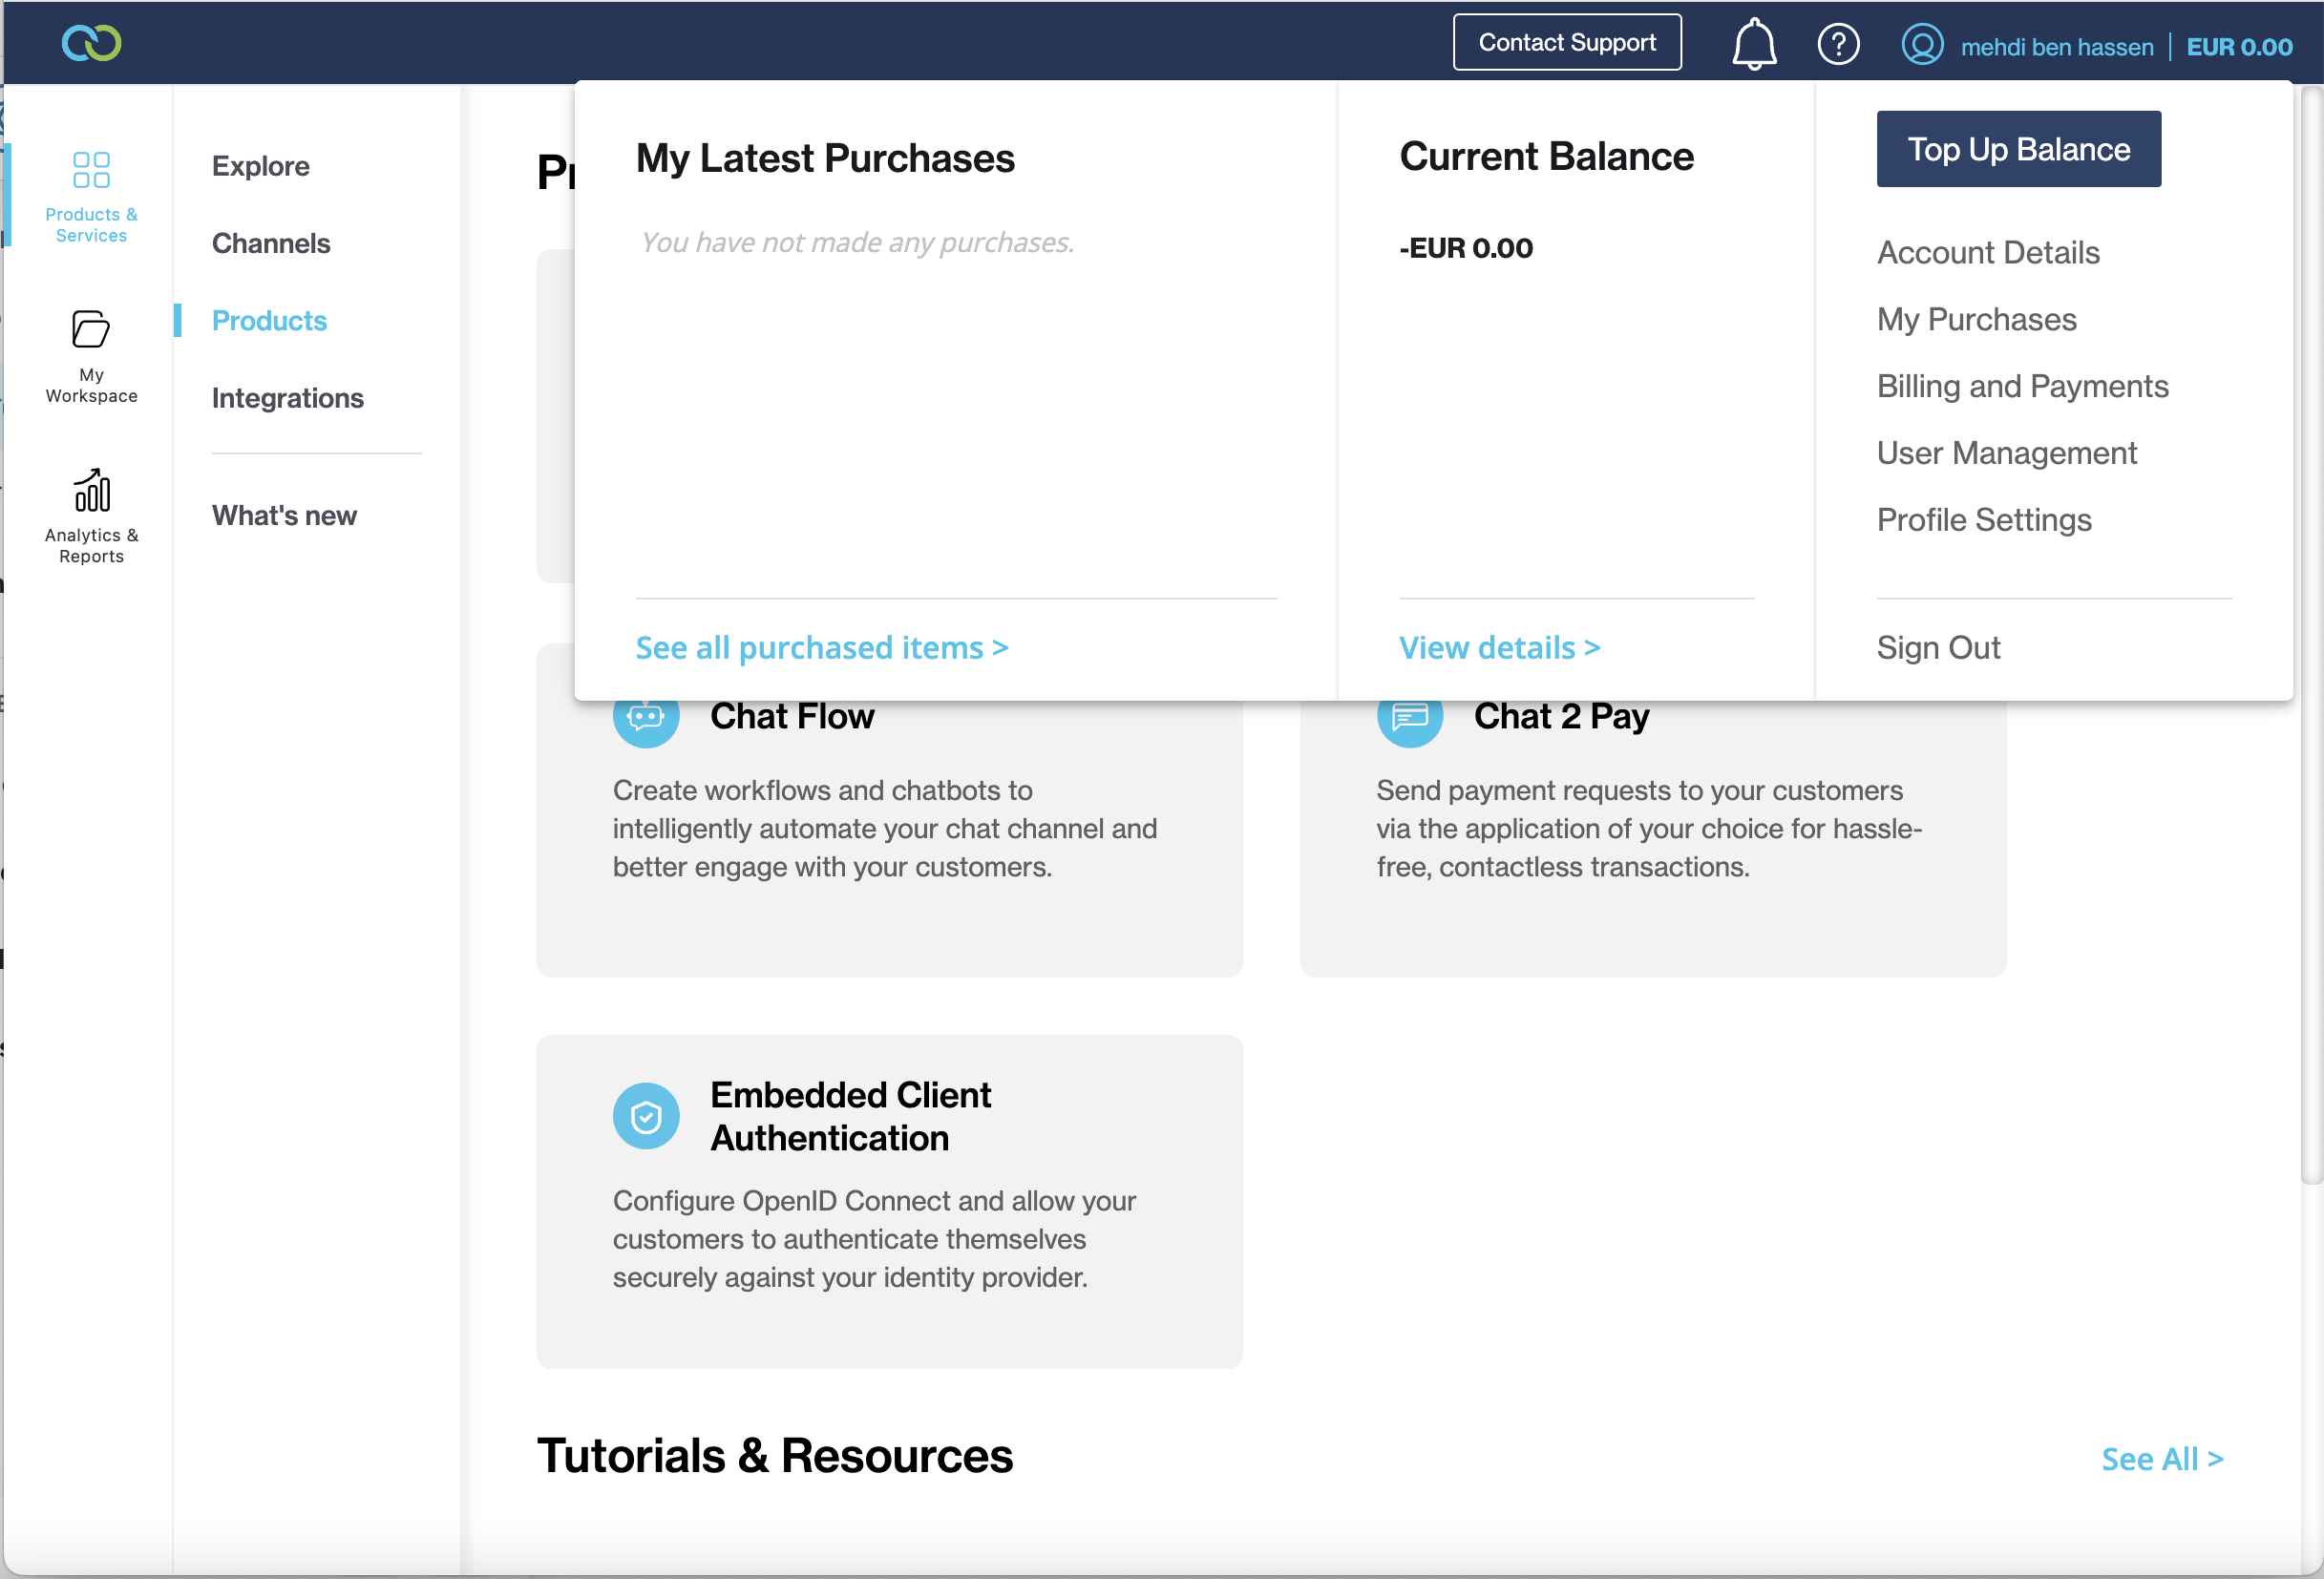 Contact Support
mehdi ben hassen
EUR 0.00
Products &
Services
My
Workspace
Analytics &
Reports
Explore
Channels
Products
Integrations
What's new
My Latest Purchases
You have not made any purchases.
See all purchased items >
Current Balance
-EUR 0.00
View details >
Top Up Balance
Account Details
My Purchases
Billing and Payments
User Management
Profile Settings
Sign Out
Chat Flow
Create workflows and chatbots to
intelligently automate your chat channel and
better engage with your customers.
Chat 2 Pay
Send payment requests to your customers
via the application of your choice for hassle-
free, contactless transactions.
Embedded Client
Authentication
Configure OpenID Connect and allow your
customers to authenticate themselves
securely against your identity provider.
Tutorials & Resources
See All >